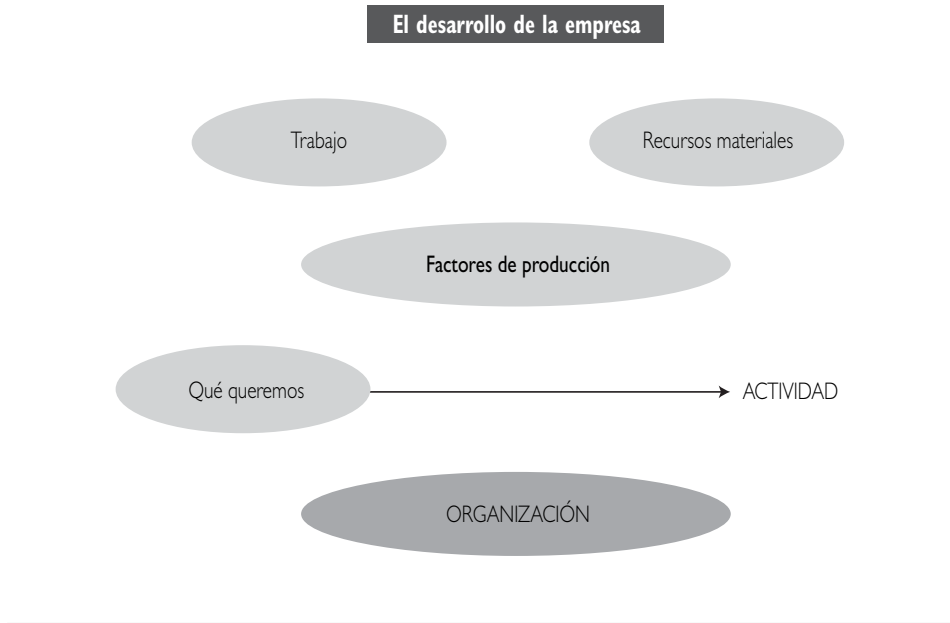 El desarrollo de la empresa
Trabajo
Recursos materiales
Factores de producción
Qué queremos
ACTIVIDAD
ORGANIZACIÓN